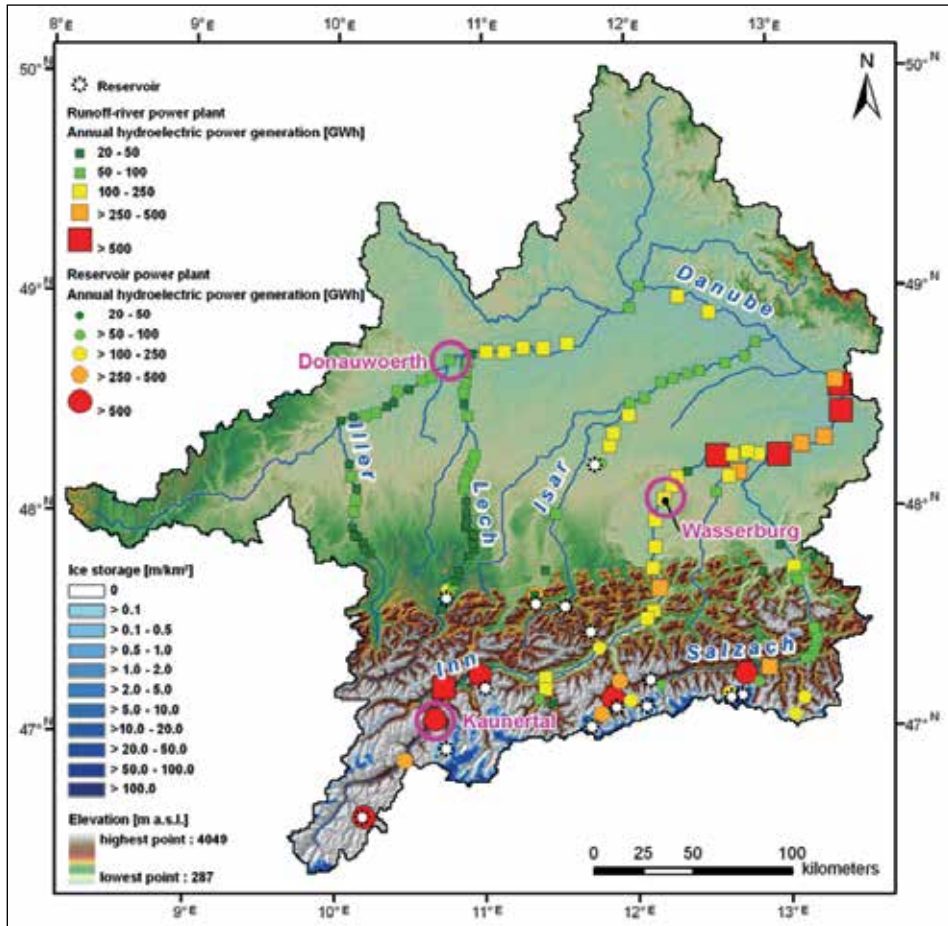 8°E 9°E 10°E 11°E 12°E 13°E
50°N 50°N
N
Reservoir
Runoff-river power plant
Annual hydroelectric power generation [GWh]
20 - 50
50 - 100
100 - 250
> 250 - 500
> 500
Reservoir power plant
Annual hydroelectric power generation [GWh]
20 - 50
> 50 - 100
> 100 - 250
> 250 - 500
> 500
49°N 49°N
Danube
Donauwoerth
Iller
Lech
Isar
48°N 48°N
Wasserburg
Ice storage [m/km²]
0
> 0.1
> 0.1 - 0.5
> 0.5 - 1.0
> 1.0 - 2.0
> 2.0 - 5.0
> 5.0 - 10.0
>10.0 - 20.0
> 20.0 - 50.0
> 50.0 - 100.0
> 100.0
Inn
Salzach
47°N 47°N
Kaunertal
Elevation [m a.s.l.]
highest point : 4049
lowest point : 287
0 25 50 100
kilometers
9°E 10°E 11°E 12°E 13°E